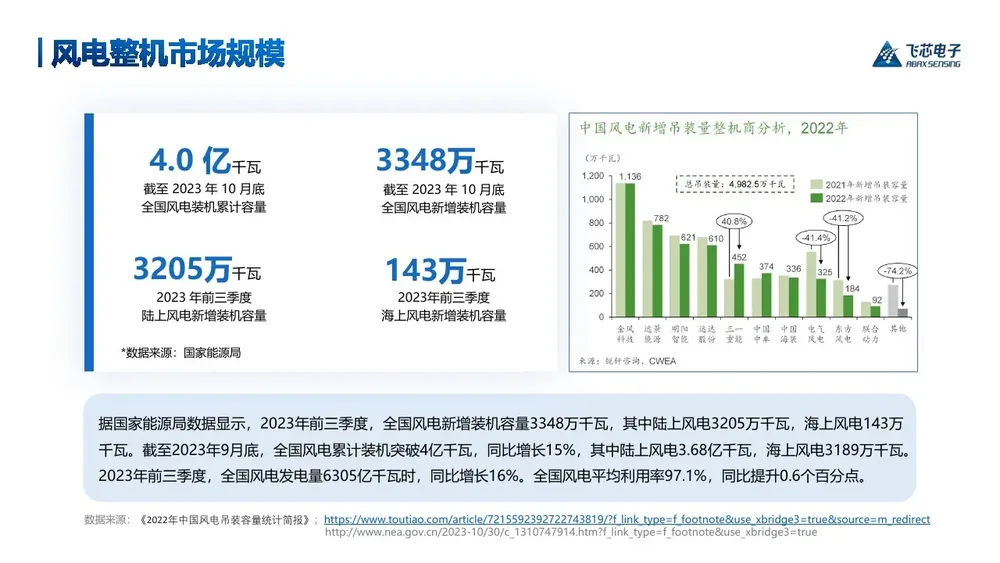 风电整机市场规模
飞芯电子
ABAX SENSING
4.0 亿千瓦
截至 2023 年 10 月底
全国风电装机累计容量
3348万千瓦
截至 2023 年 10 月底
全国风电新增装机容量
3205万千瓦
2023 年前三季度
陆上风电新增装机容量
143万千瓦
2023年前三季度
海上风电新增装机容量
*数据来源：国家能源局
中国风电新增吊装量整机商分析，2022年
（万千瓦）
总吊装量：4,982.5万千瓦
2021年新增吊装容量
2022年新增吊装容量
1,200
1,000
800
600
400
200
0
1,136
782
621
610
40.8%
452
374
336
-41.4%
325
-41.2%
184
92
-74.2%
金风 远景 明阳 运达 三一 中国 中国 电气 东方 联合 其他
科技 能源 智能 股份 重能 中车 海装 风电 风电 动力
来源：锐轩咨询、CWEA
据国家能源局数据显示，2023年前三季度，全国风电新增装机容量3348万千瓦，其中陆上风电3205万千瓦，海上风电143万
千瓦。截至2023年9月底，全国风电累计装机突破4亿千瓦，同比增长15%，其中陆上风电3.68亿千瓦，海上风电3189万千瓦。
2023年前三季度，全国风电发电量6305亿千瓦时，同比增长16%。全国风电平均利用率97.1%，同比提升0.6个百分点。
数据来源：《2022年中国风电吊装容量统计简报》；https://www.toutiao.com/article/7215592392722743819/?f_link_type=f_footnote&use_xbridge3=true&source=m_redirect
http://www.nea.gov.cn/2023-10/30/c_1310747914.htm?f_link_type=f_footnote&use_xbridge3=true